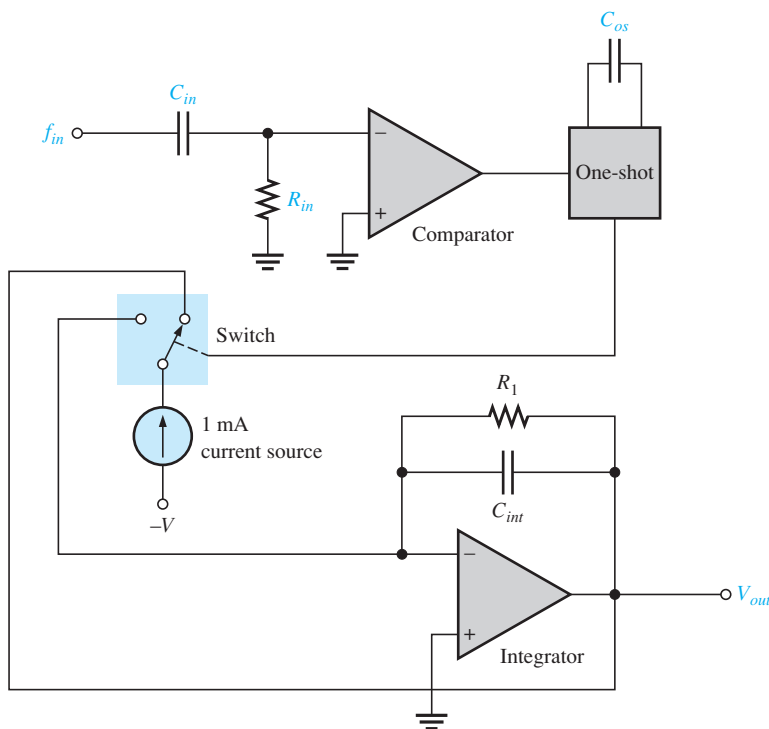 C_os
C_in
f_in
−
One-shot
R_in
+
Comparator
Switch
R_1
1 mA
current source
C_int
–V
−
V_out
+
Integrator